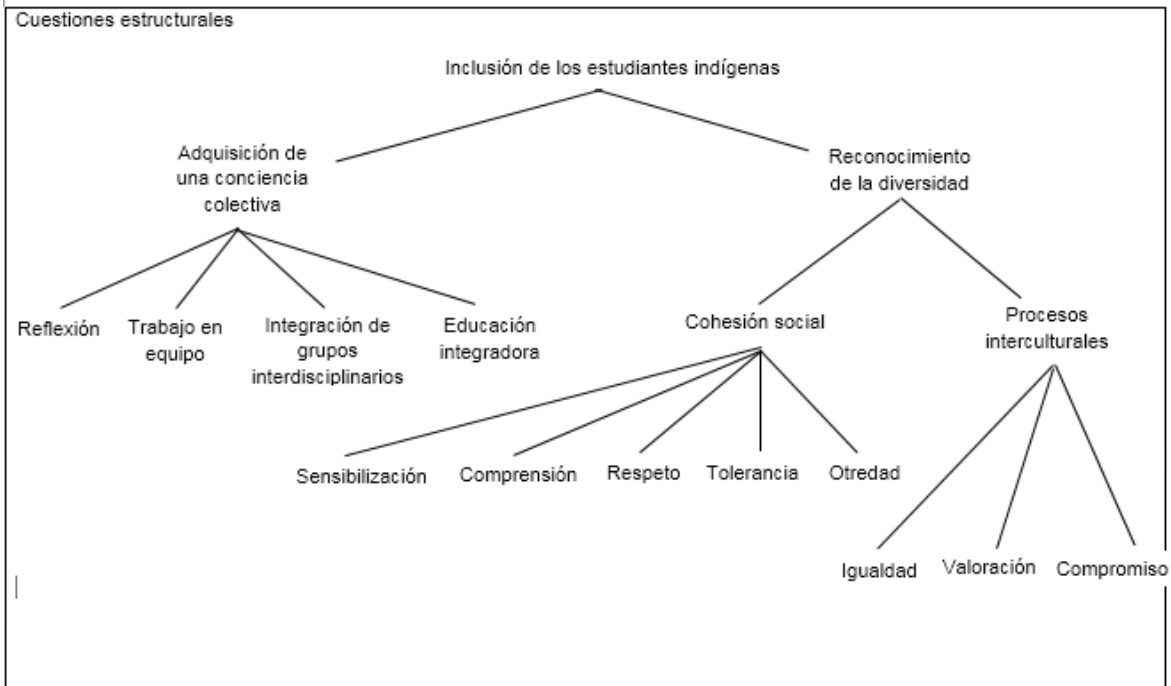 Cuestiones estructurales
Inclusión de los estudiantes indígenas
Adquisición de
una conciencia
colectiva
Reconocimiento
de la diversidad
Reflexión
Trabajo en
equipo
Integración de
grupos
interdisciplinarios
Educación
integradora
Cohesión social
Procesos
interculturales
Sensibilización
Comprensión
Respeto
Tolerancia
Otredad
Igualdad
Valoración
Compromiso